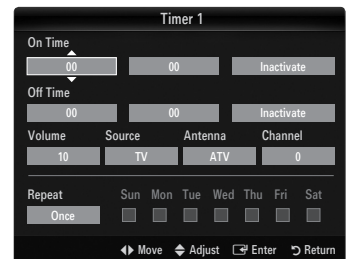 Timer 1
On Time
00 00 Inactivate
Off Time
00 00 Inactivate
Volume Source Antenna Channel
10 TV ATV 0
Repeat Sun Mon Tue Wed Thu Fri Sat
Once
Move Adjust Enter Return